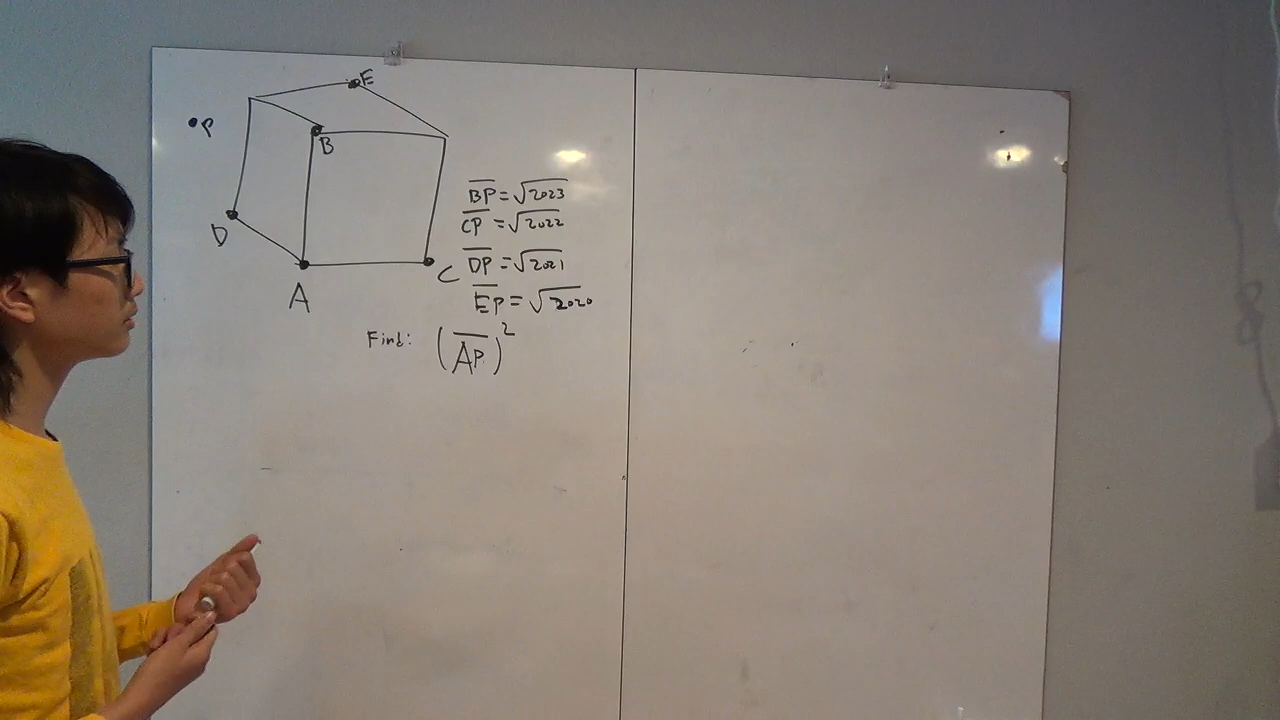 E
P
B
BP = √2023
CP = √2022
D
DP = √2021
C
A
EP = √2020
Find: (AP)²